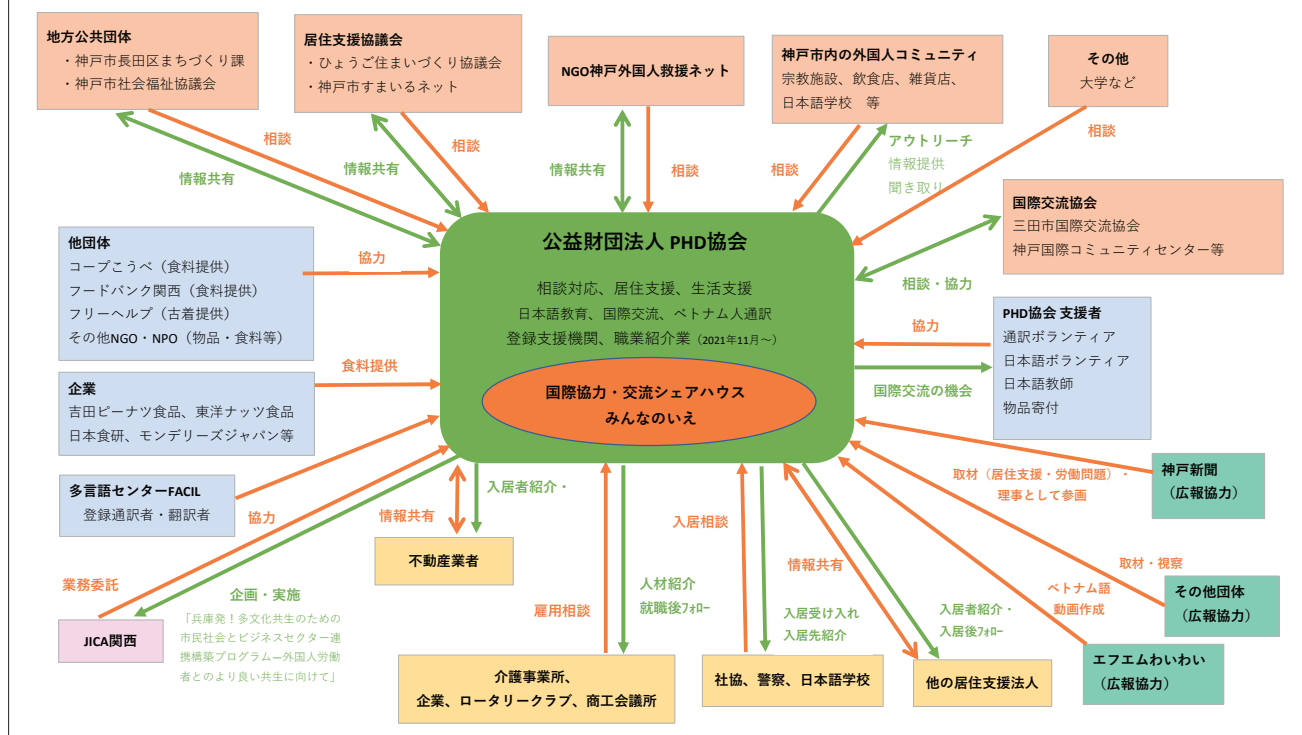 地方公共団体
・神戸市長田区まちづくり課
・神戸市社会福祉協議会
居住支援協議会
・ひょうご住まいづくり協議会
・神戸市すまいるネット
NGO神戸外国人救援ネット
神戸市内の外国人コミュニティ
宗教施設、飲食店、雑貨店、
日本語学校　等
その他
大学など
相談
情報共有
相談
情報共有
相談
情報共有
相談
アウトリーチ
情報提供
聞き取り
相談
国際交流協会
三田市国際交流協会
神戸国際コミュニティセンター等
相談・協力
他団体
コープこうべ（食料提供）
フードバンク関西（食料提供）
フリーヘルプ（古着提供）
その他NGO・NPO（物品・食料等）
協力
公益財団法人 PHD協会
相談対応、居住支援、生活支援
日本語教育、国際交流、ベトナム人通訳
登録支援機関、職業紹介業（2021年11月～）
国際協力・交流シェアハウス
みんなのいえ
PHD協会 支援者
通訳ボランティア
日本語ボランティア
日本語教師
物品寄付
協力
国際交流の機会
企業
吉田ピーナツ食品、東洋ナッツ食品
日本食研、モンデリーズジャパン等
食料提供
多言語センターFACIL
登録通訳者・翻訳者
協力
業務委託
JICA関西
企画・実施
「兵庫発！多文化共生のための
市民社会とビジネスセクター連
携構築プログラム―外国人労働
者とのより良い共生に向けて」
情報共有
入居者紹介・
不動産業者
雇用相談
人材紹介
就職後ﾌｫﾛｰ
介護事業所、
企業、ロータリークラブ、商工会議所
入居相談
入居受け入れ
入居先紹介
社協、警察、日本語学校
情報共有
入居者紹介・
入居後ﾌｫﾛｰ
他の居住支援法人
取材（居住支援・労働問題）・
理事として参画
神戸新聞
（広報協力）
取材・視察
その他団体
（広報協力）
ベトナム語
動画作成
エフエムわいわい
（広報協力）